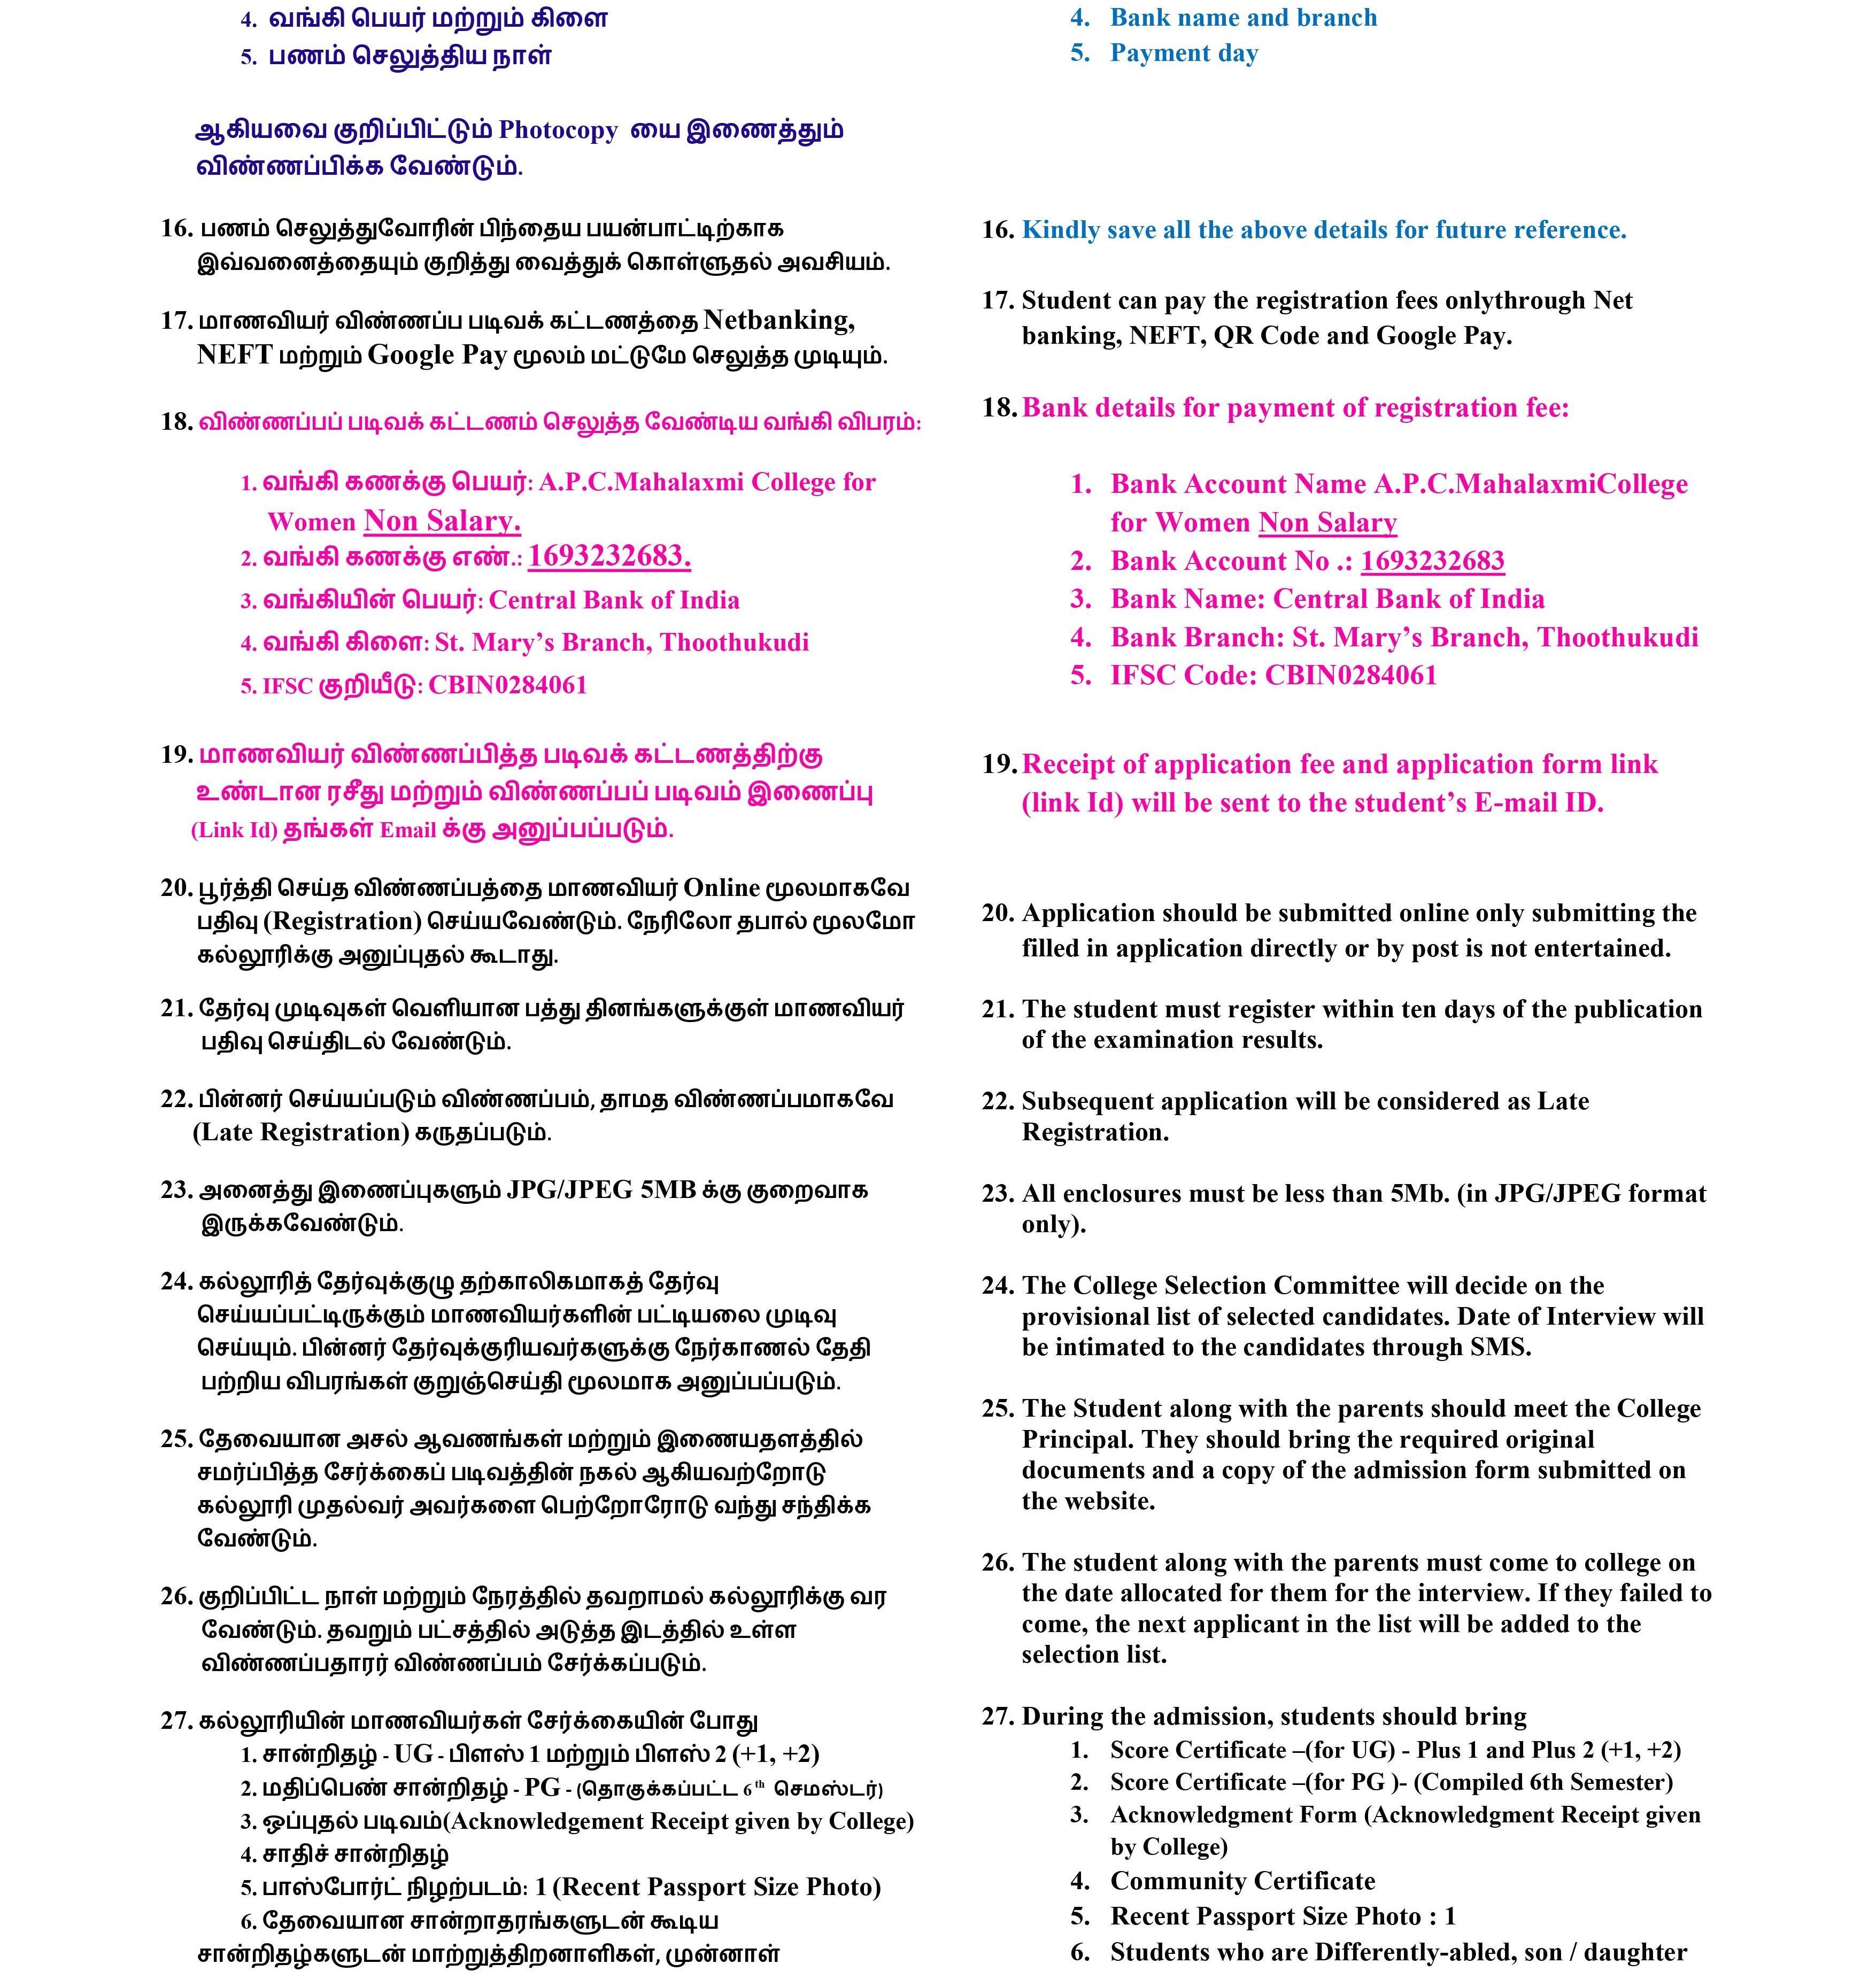 4. வங்கி பெயர் மற்றும் கிளை
5. பணம் செலுத்திய நாள்
ஆகியவை குறிப்பிட்டும் Photocopy யை இணைத்தும்
விண்ணப்பிக்க வேண்டும்.
16. பணம் செலுத்துவோரின் பிந்தைய பயன்பாட்டிற்காக
இவ்வனைத்தையும் குறித்து வைத்துக் கொள்ளுதல் அவசியம்.
17. மாணவியர் விண்ணப்ப படிவக் கட்டணத்தை Netbanking,
NEFT மற்றும் Google Pay மூலம் மட்டுமே செலுத்த முடியும்.
18. விண்ணப்பப் படிவக் கட்டணம் செலுத்த வேண்டிய வங்கி விபரம்:
1. வங்கி கணக்கு பெயர்: A.P.C.Mahalaxmi College for
Women Non Salary.
2. வங்கி கணக்கு எண்.: 1693232683.
3. வங்கியின் பெயர்: Central Bank of India
4. வங்கி கிளை: St. Mary’s Branch, Thoothukudi
5. IFSC குறியீடு: CBIN0284061
19. மாணவியர் விண்ணப்பித்த படிவக் கட்டணத்திற்கு
உண்டான ரசீது மற்றும் விண்ணப்பப் படிவம் இணைப்பு
(Link Id) தங்கள் Email க்கு அனுப்பப்படும்.
20. பூர்த்தி செய்த விண்ணப்பத்தை மாணவியர் Online மூலமாகவே
பதிவு (Registration) செய்யவேண்டும். நேரிலோ தபால் மூலமோ
கல்லூரிக்கு அனுப்புதல் கூடாது.
21. தேர்வு முடிவுகள் வெளியான பத்து தினங்களுக்குள் மாணவியர்
பதிவு செய்திடல் வேண்டும்.
22. பின்னர் செய்யப்படும் விண்ணப்பம், தாமத விண்ணப்பமாகவே
(Late Registration) கருதப்படும்.
23. அனைத்து இணைப்புகளும் JPG/JPEG 5MB க்கு குறைவாக
இருக்கவேண்டும்.
24. கல்லூரித் தேர்வுக்குழு தற்காலிகமாகத் தேர்வு
செய்யப்பட்டிருக்கும் மாணவியர்களின் பட்டியலை முடிவு
செய்யும். பின்னர் தேர்வுக்குரியவர்களுக்கு நேர்காணல் தேதி
பற்றிய விபரங்கள் குறுஞ்செய்தி மூலமாக அனுப்பப்படும்.
25. தேவையான அசல் ஆவணங்கள் மற்றும் இணையதளத்தில்
சமர்ப்பித்த சேர்க்கைப் படிவத்தின் நகல் ஆகியவற்றோடு
கல்லூரி முதல்வர் அவர்களை பெற்றோரோடு வந்து சந்திக்க
வேண்டும்.
26. குறிப்பிட்ட நாள் மற்றும் நேரத்தில் தவறாமல் கல்லூரிக்கு வர
வேண்டும். தவறும் பட்சத்தில் அடுத்த இடத்தில் உள்ள
விண்ணப்பதாரர் விண்ணப்பம் சேர்க்கப்படும்.
27. கல்லூரியின் மாணவியர்கள் சேர்க்கையின் போது
1. சான்றிதழ் - UG - பிளஸ் 1 மற்றும் பிளஸ் 2 (+1, +2)
2. மதிப்பெண் சான்றிதழ் - PG - (தொகுக்கப்பட்ட 6th செமஸ்டர்)
3. ஒப்புதல் படிவம்(Acknowledgement Receipt given by College)
4. சாதிச் சான்றிதழ்
5. பாஸ்போர்ட் நிழற்படம்: 1 (Recent Passport Size Photo)
6. தேவையான சான்றாதரங்களுடன் கூடிய
சான்றிதழ்களுடன் மாற்றுத்திறனாளிகள், முன்னாள்
4. Bank name and branch
5. Payment day
16. Kindly save all the above details for future reference.
17. Student can pay the registration fees onlythrough Net
banking, NEFT, QR Code and Google Pay.
18. Bank details for payment of registration fee:
1. Bank Account Name A.P.C.MahalaxmiCollege
for Women Non Salary
2. Bank Account No .: 1693232683
3. Bank Name: Central Bank of India
4. Bank Branch: St. Mary’s Branch, Thoothukudi
5. IFSC Code: CBIN0284061
19. Receipt of application fee and application form link
(link Id) will be sent to the student’s E-mail ID.
20. Application should be submitted online only submitting the
filled in application directly or by post is not entertained.
21. The student must register within ten days of the publication
of the examination results.
22. Subsequent application will be considered as Late
Registration.
23. All enclosures must be less than 5Mb. (in JPG/JPEG format
only).
24. The College Selection Committee will decide on the
provisional list of selected candidates. Date of Interview will
be intimated to the candidates through SMS.
25. The Student along with the parents should meet the College
Principal. They should bring the required original
documents and a copy of the admission form submitted on
the website.
26. The student along with the parents must come to college on
the date allocated for them for the interview. If they failed to
come, the next applicant in the list will be added to the
selection list.
27. During the admission, students should bring
1. Score Certificate –(for UG) - Plus 1 and Plus 2 (+1, +2)
2. Score Certificate –(for PG )- (Compiled 6th Semester)
3. Acknowledgment Form (Acknowledgment Receipt given
by College)
4. Community Certificate
5. Recent Passport Size Photo : 1
6. Students who are Differently-abled, son / daughter